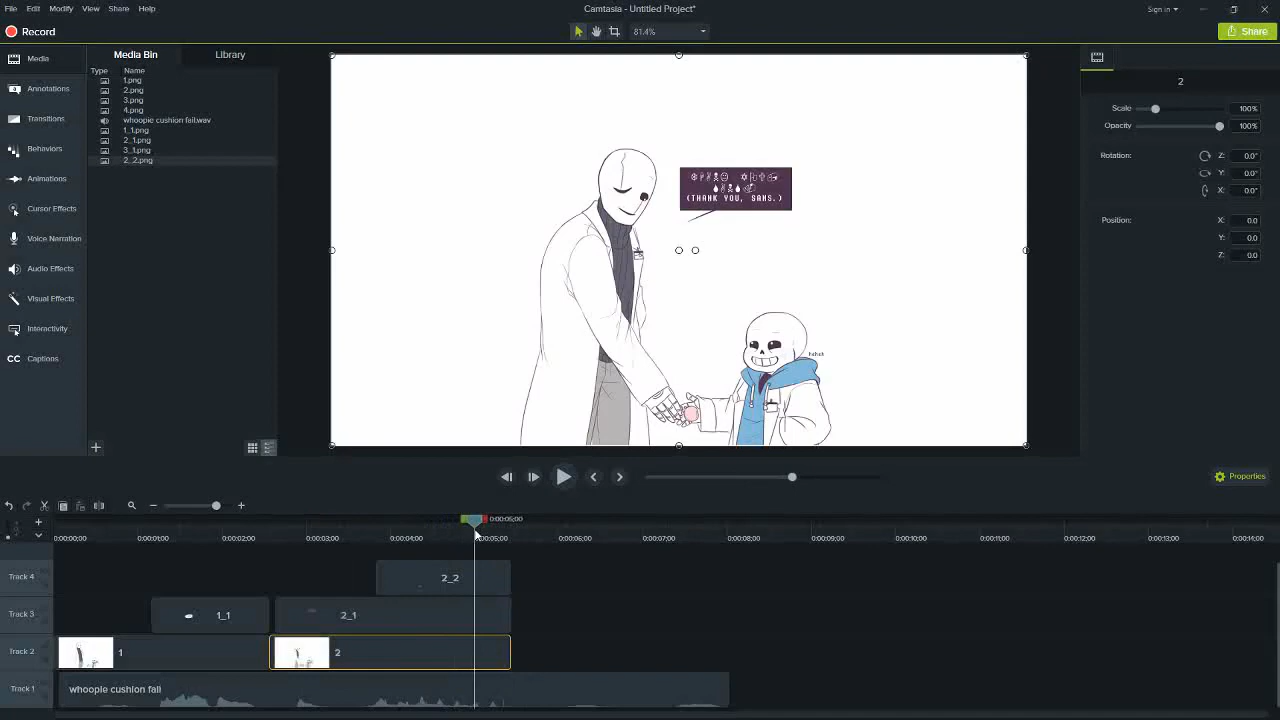 File Edit Modify View Share Help
Camtasia - Untitled Project*
Sign in
Record
81.4%
Share
Media
Annotations
Transitions
Behaviors
Animations
Cursor Effects
Voice Narration
Audio Effects
Visual Effects
Interactivity
CC Captions
Media Bin
Library
Type Name
1.png
2.png
3.png
4.png
whoopie cushion fail.wav
1_1.png
2_1.png
3_1.png
2_2.png
(THANK YOU, SANS.)
2
Scale 100%
Opacity 100%
Rotation: Z: 0.0°
Y: 0.0°
X: 0.0°
Position: X: 0.0
Y: 0.0
Z: 0.0
Properties
0:00:05;00
0:00:00;00 0:00:01;00 0:00:02;00 0:00:03;00 0:00:04;00 0:00:05;00 0:00:06;00 0:00:07;00 0:00:08;00 0:00:09;00 0:00:10;00 0:00:11;00 0:00:12;00 0:00:13;00 0:00:14;00
Track 4
2_2
Track 3
1_1
2_1
Track 2
1
2
Track 1
whoopie cushion fail